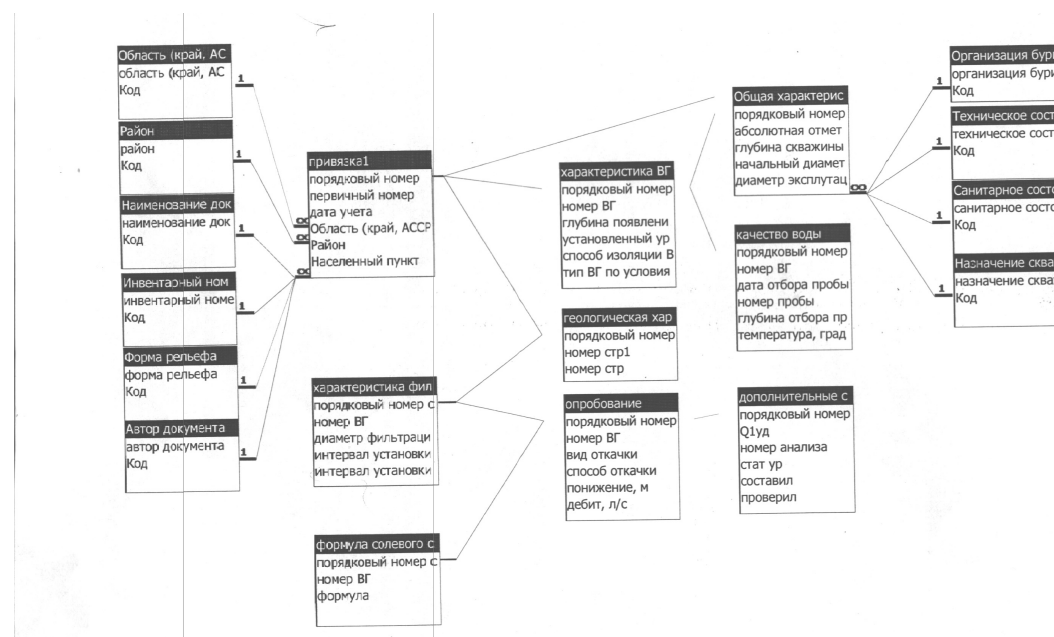 Область (край, АС
область (край, АС
Код
1
Район
район
Код
1
Наименование док
наименование док
Код
1
Инвентарный ном
инвентарный номе
Код
1
Форма рельефа
форма рельефа
Код
1
Автор документа
автор документа
Код
1
привязка1
порядковый номер
первичный номер
дата учета
Область (край, АССР
Район
Населенный пункт
∞
∞
∞
характеристика фил
порядковый номер с
номер ВГ
диаметр фильтраци
интервал установки
интервал установки
формула солевого с
порядковый номер с
номер ВГ
формула
характеристика ВГ
порядковый номер
номер ВГ
глубина появлени
установленный ур
способ изоляции В
тип ВГ по условия
геологическая хар
порядковый номер
номер стр1
номер стр
опробование
порядковый номер
номер ВГ
вид откачки
способ откачки
понижение, м
дебит, л/с
Общая характерис
порядковый номер
абсолютная отмет
глубина скважины
начальный диамет
диаметр эксплутац
∞
качество воды
порядковый номер
номер ВГ
дата отбора пробы
номер пробы
глубина отбора пр
температура, град
дополнительные с
порядковый номер
Q1уд
номер анализа
стат ур
составил
проверил
Организация бури
организация бури
Код
1
Техническое сост
техническое сост
Код
1
Санитарное состо
санитарное состо
Код
1
Назначение сква
назначение сква
Код
1